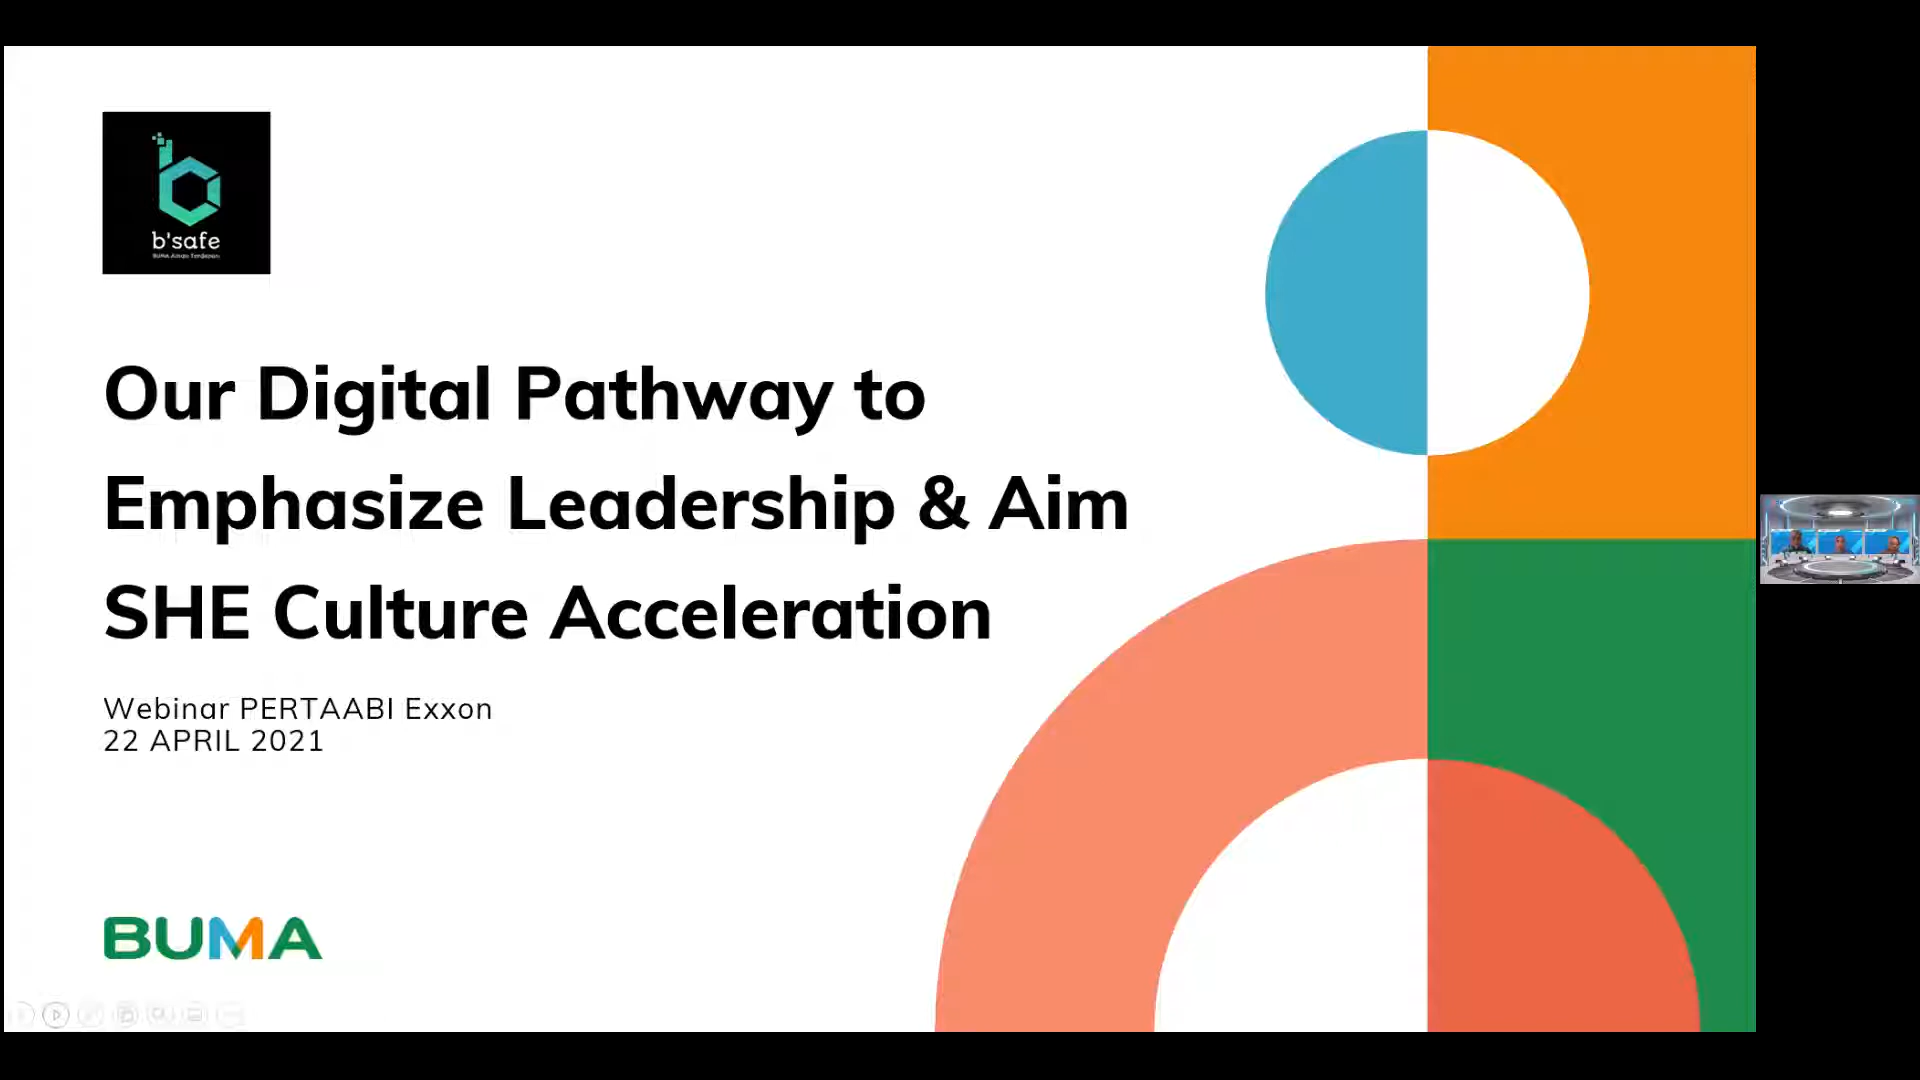 b'safe
Our Digital Pathway to
Emphasize Leadership & Aim
SHE Culture Acceleration
Webinar PERTAABI Exxon
22 APRIL 2021
BUMA